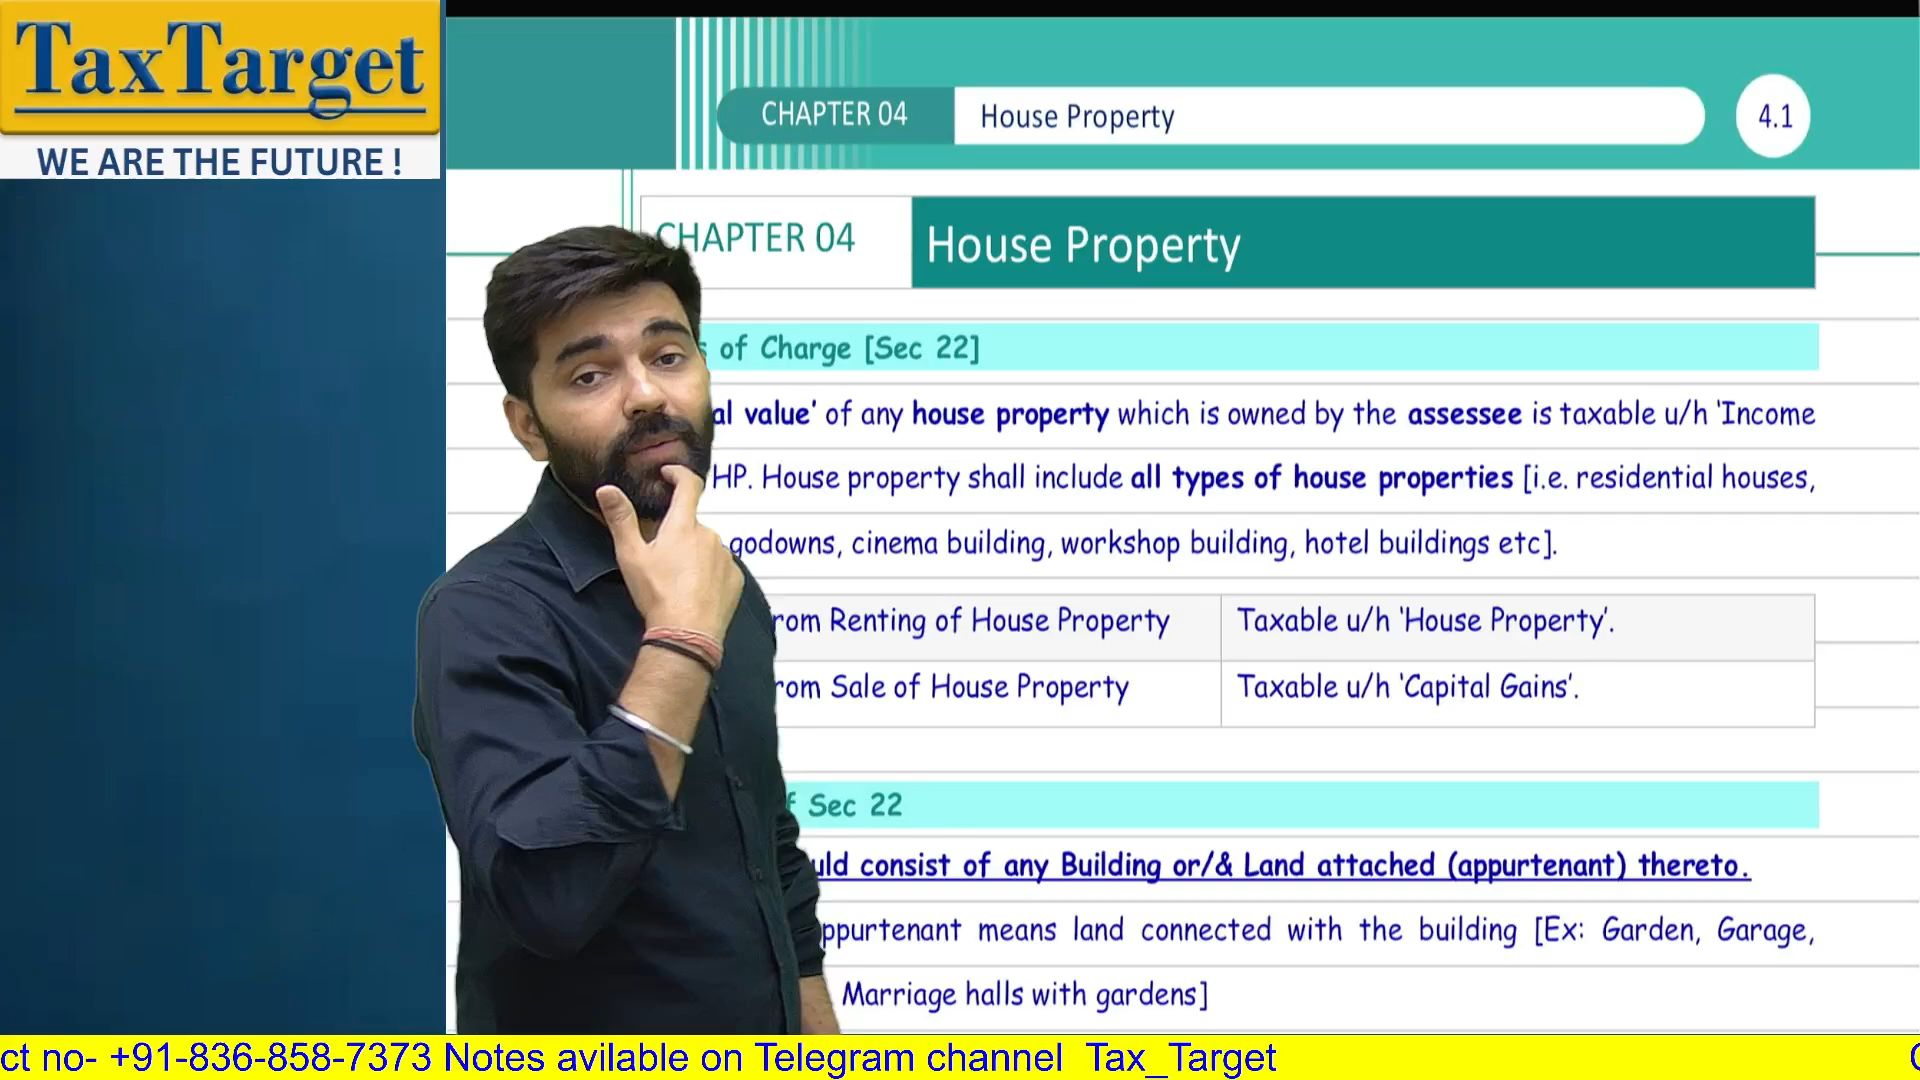 TaxTarget
WE ARE THE FUTURE !
CHAPTER 04 House Property 4.1
CHAPTER 04 House Property
of Charge [Sec 22]
al value’ of any house property which is owned by the assessee is taxable u/h ‘Income
HP. House property shall include all types of house properties [i.e. residential houses,
godowns, cinema building, workshop building, hotel buildings etc].
rom Renting of House Property Taxable u/h ‘House Property’.
rom Sale of House Property Taxable u/h ‘Capital Gains’.
f Sec 22
uld consist of any Building or/& Land attached (appurtenant) thereto.
ppurtenant means land connected with the building [Ex: Garden, Garage,
Marriage halls with gardens]
ct no- +91-836-858-7373 Notes avilable on Telegram channel Tax_Target